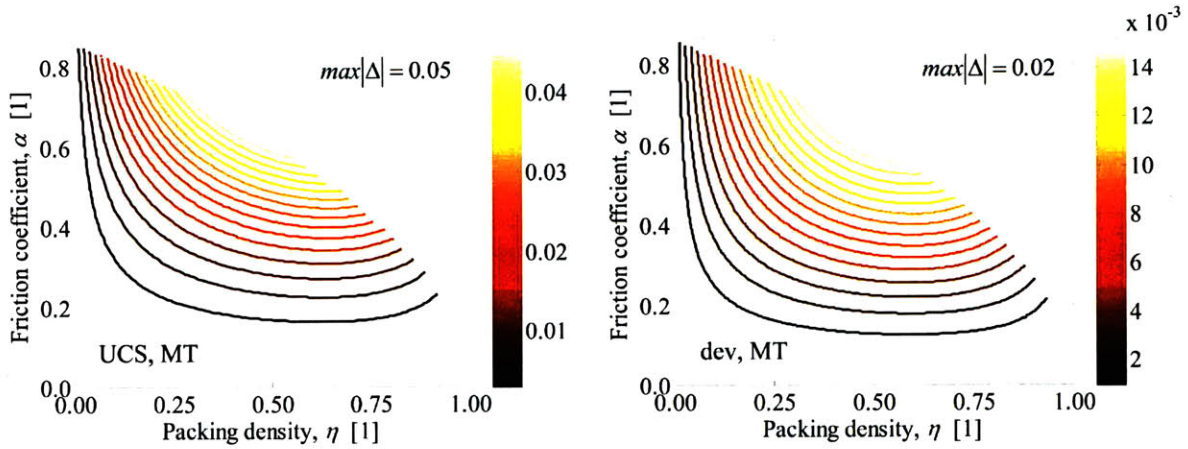 x 10⁻³
max|Δ| = 0.05
max|Δ| = 0.02
0.8
0.6
0.4
0.2
0.0
Friction coefficient, α [1]
UCS, MT
0.00 0.25 0.50 0.75 1.00
Packing density, η [1]
0.04
0.03
0.02
0.01
0.8
0.6
0.4
0.2
0.0
Friction coefficient, α [1]
dev, MT
0.00 0.25 0.50 0.75 1.00
Packing density, η [1]
14
12
10
8
6
4
2